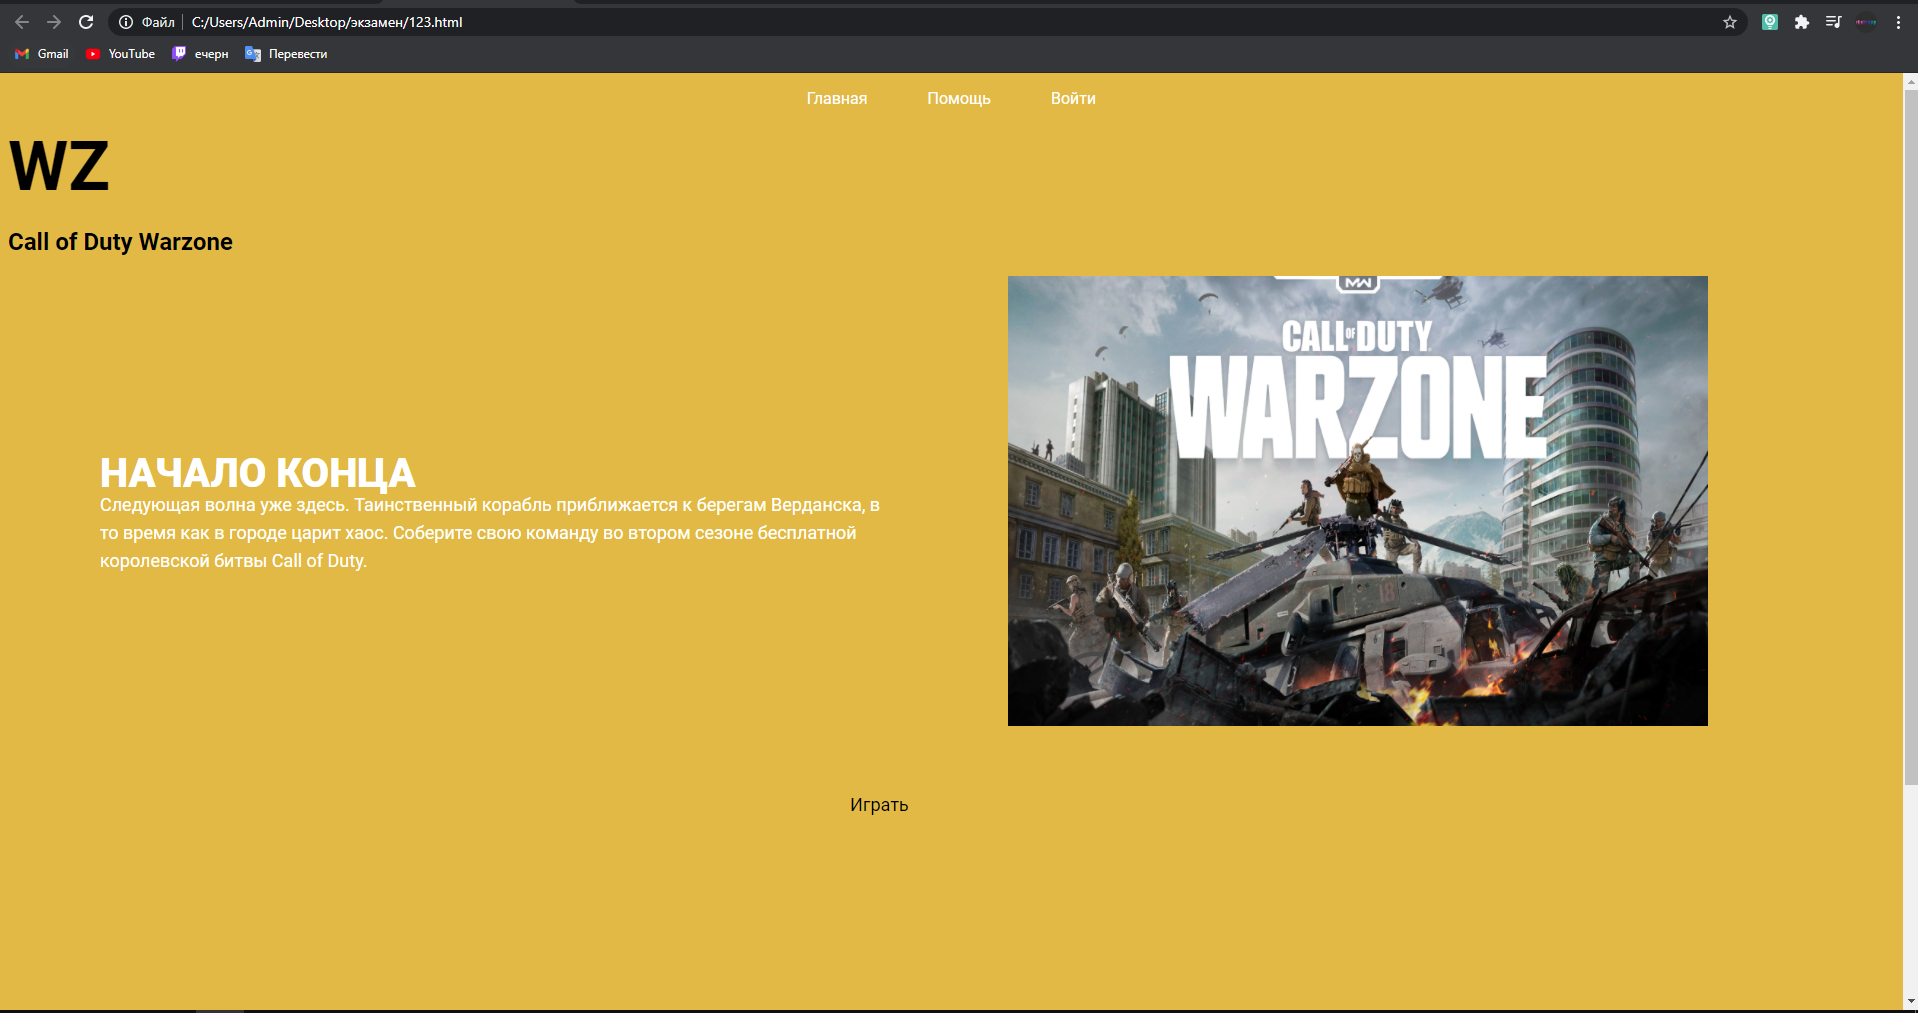 Файл C:/Users/Admin/Desktop/экзамен/123.html
Gmail YouTube ечерн Перевести
Главная Помощь Войти
WZ
Call of Duty Warzone
MW
CALL OF DUTY
WARZONE
НАЧАЛО КОНЦА
Следующая волна уже здесь. Таинственный корабль приближается к берегам Верданска, в
то время как в городе царит хаос. Соберите свою команду во втором сезоне бесплатной
королевской битвы Call of Duty.
18
Играть